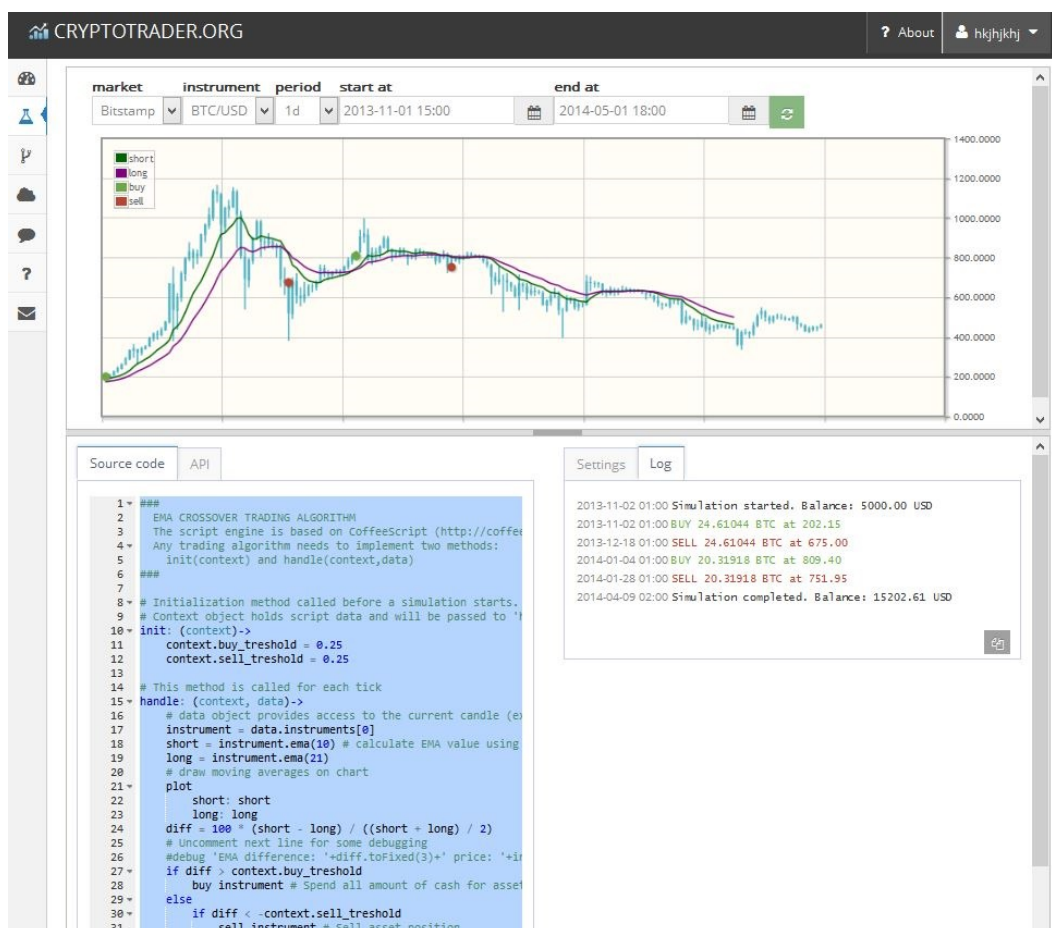 CRYPTOTRADER.ORG
? About
hkjhjkhj
market instrument period start at end at
Bitstamp BTC/USD 1d 2013-11-01 15:00 2014-05-01 18:00
short
long
buy
sell
1400.0000
1200.0000
1000.0000
800.0000
600.0000
400.0000
200.0000
0.0000
Source code API
1 ###
2 EMA CROSSOVER TRADING ALGORITHM
3 The script engine is based on CoffeeScript (http://coffee
4 Any trading algorithm needs to implement two methods:
5 init(context) and handle(context,data)
6 ###
7
8 # Initialization method called before a simulation starts.
9 # Context object holds script data and will be passed to
10 init: (context)->
11 context.buy_treshold = 0.25
12 context.sell_treshold = 0.25
13
14 # This method is called for each tick
15 handle: (context, data)->
16 # data object provides access to the current candle (ex
17 instrument = data.instruments[0]
18 short = instrument.ema(10) # calculate EMA value using
19 long = instrument.ema(21)
20 # draw moving averages on chart
21 plot
22 short: short
23 long: long
24 diff = 100 * (short - long) / ((short + long) / 2)
25 # Uncomment next line for some debugging
26 #debug 'EMA difference: '+diff.toFixed(3)+' price: '+in
27 if diff > context.buy_treshold
28 buy instrument # Spend all amount of cash for asset
29 else
30 if diff < -context.sell_treshold
31 sell instrument # Sell asset position
Settings Log
2013-11-02 01:00 Simulation started. Balance: 5000.00 USD
2013-11-02 01:00 BUY 24.61044 BTC at 202.15
2013-12-18 01:00 SELL 24.61044 BTC at 675.00
2014-01-04 01:00 BUY 20.31918 BTC at 809.40
2014-01-28 01:00 SELL 20.31918 BTC at 751.95
2014-04-09 02:00 Simulation completed. Balance: 15202.61 USD